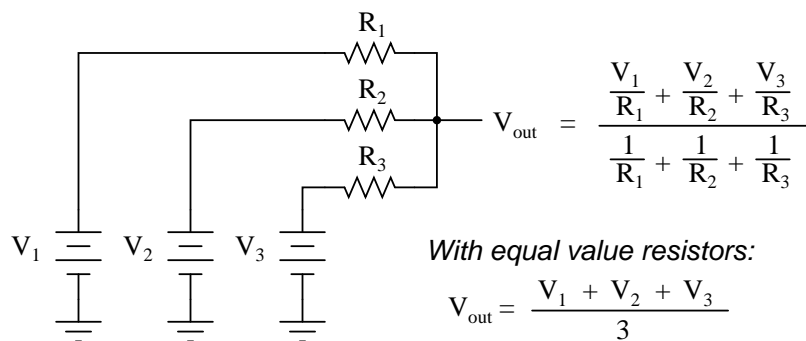 R1
R2
R3
V1
V2
V3
Vout = V1/R1 + V2/R2 + V3/R3
1/R1 + 1/R2 + 1/R3
With equal value resistors:
Vout = V1 + V2 + V3
3